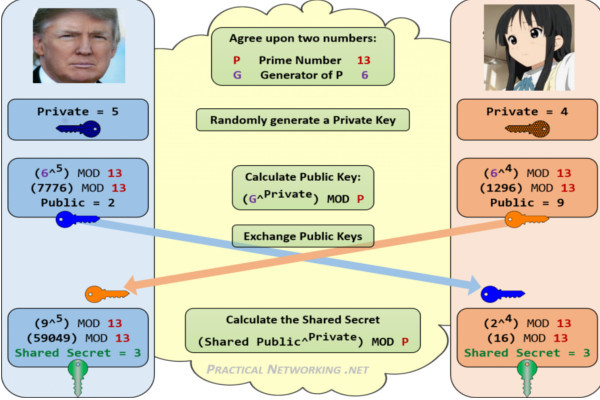 Agree upon two numbers:
P Prime Number 13
G Generator of P 6
Randomly generate a Private Key
Private = 5
Private = 4
(6^5) MOD 13
(7776) MOD 13
Public = 2
Calculate Public Key:
(G^Private) MOD P
(6^4) MOD 13
(1296) MOD 13
Public = 9
Exchange Public Keys
(9^5) MOD 13
(59049) MOD 13
Shared Secret = 3
Calculate the Shared Secret
(Shared Public^Private) MOD P
(2^4) MOD 13
(16) MOD 13
Shared Secret = 3
PRACTICAL NETWORKING .NET